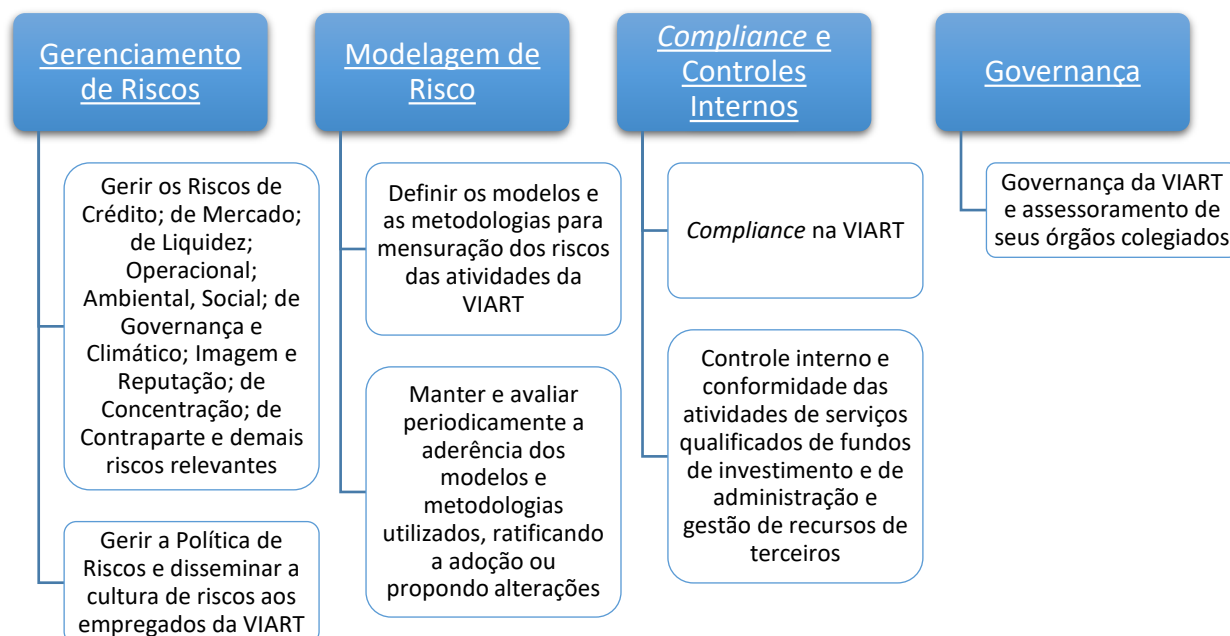 Gerenciamento
de Riscos
Gerir os Riscos de
Crédito; de Mercado;
de Liquidez;
Operacional;
Ambiental, Social; de
Governança e
Climático; Imagem e
Reputação; de
Concentração; de
Contraparte e demais
riscos relevantes
Gerir a Política de
Riscos e disseminar a
cultura de riscos aos
empregados da VIART
Modelagem de
Risco
Definir os modelos e
as metodologias para
mensuração dos riscos
das atividades da
VIART
Manter e avaliar
periodicamente a
aderência dos
modelos e
metodologias
utilizados, ratificando
a adoção ou
propondo alterações
Compliance e
Controles
Internos
Compliance na VIART
Controle interno e
conformidade das
atividades de serviços
qualificados de fundos
de investimento e de
administração e
gestão de recursos de
terceiros
Governança
Governança da VIART
e assessoramento de
seus órgãos colegiados